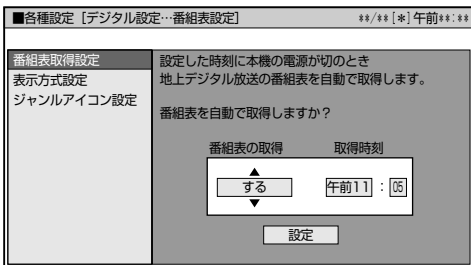 ■各種設定［デジタル設定…番組表設定］ **/**[*]午前**:**
番組表取得設定
表示方式設定
ジャンルアイコン設定
設定した時刻に本機の電源が切のとき
地上デジタル放送の番組表を自動で取得します。
番組表を自動で取得しますか？
番組表の取得 取得時刻
▲
する 午前11 : 05
▼
設定